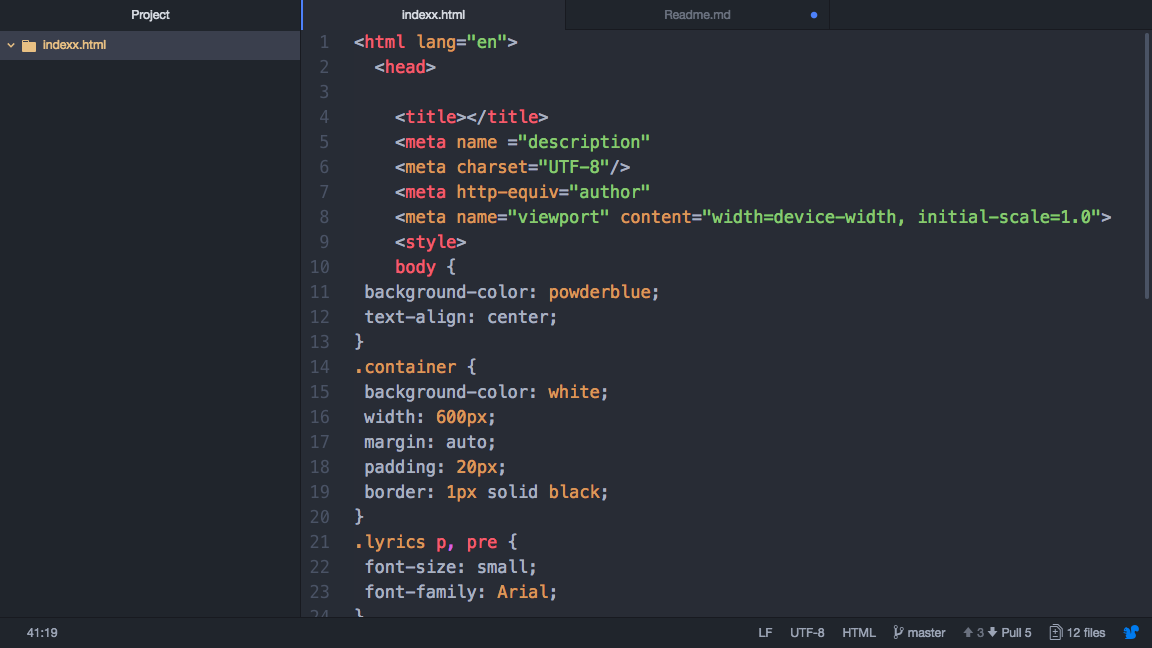 Project
indexx.html
Readme.md
indexx.html
1 <html lang="en">
2 <head>
3
4 <title></title>
5 <meta name ="description"
6 <meta charset="UTF-8"/>
7 <meta http-equiv="author"
8 <meta name="viewport" content="width=device-width, initial-scale=1.0">
9 <style>
10 body {
11 background-color: powderblue;
12 text-align: center;
13 }
14 .container {
15 background-color: white;
16 width: 600px;
17 margin: auto;
18 padding: 20px;
19 border: 1px solid black;
20 }
21 .lyrics p, pre {
22 font-size: small;
23 font-family: Arial;
24 }
41:19 LF UTF-8 HTML master 3 Pull 5 12 files